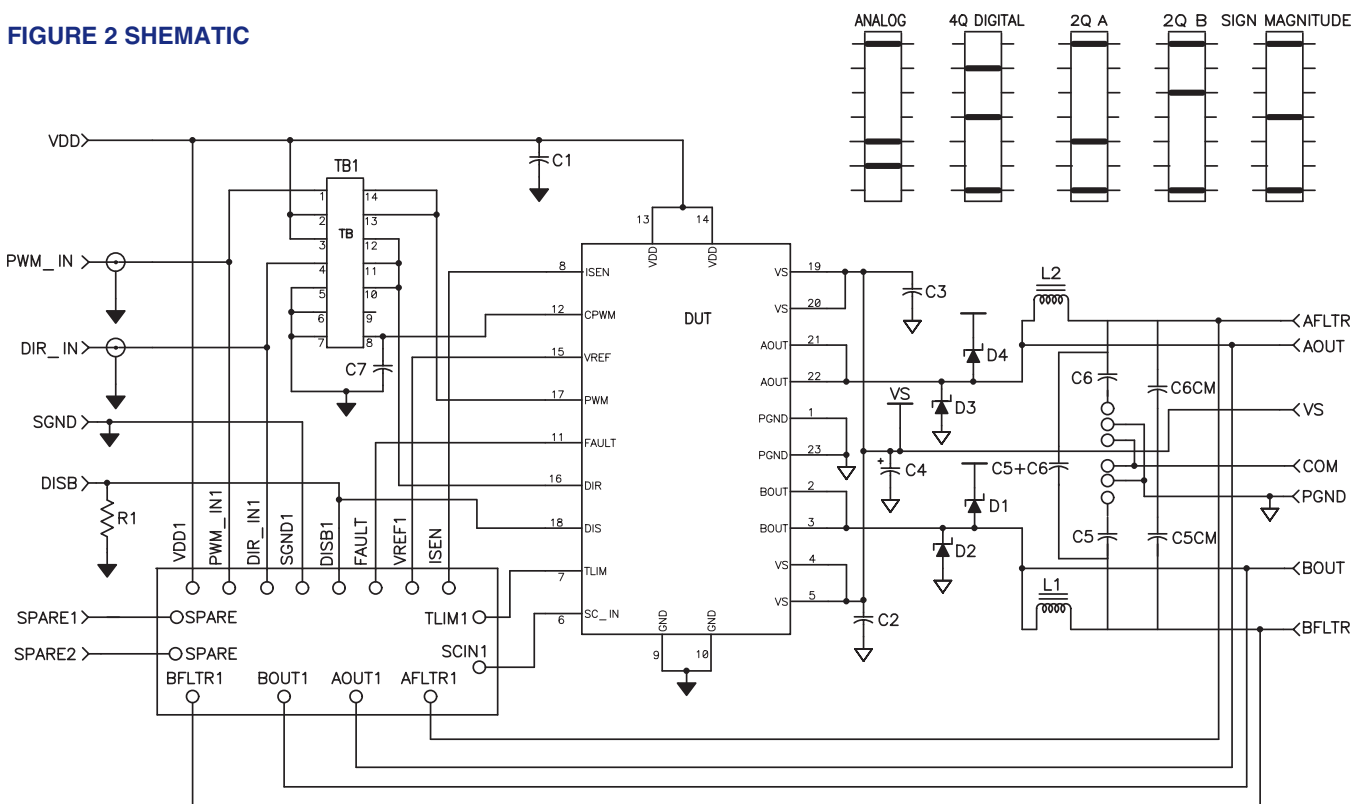 FIGURE 2 SHEMATIC
ANALOG 4Q DIGITAL 2Q A 2Q B SIGN MAGNITUDE
VDD
C1
TB1
TB
1 14
2 13
3 12
4 11
5 10
6 9
7 8
C7
PWM_IN
DIR_IN
SGND
DISB
R1
VDD1
PWM_IN1
DIR_IN1
SGND1
DISB1
FAULT
VREF1
ISEN
SPARE1
SPARE
SPARE2
SPARE
TLIM1
SCIN1
BFLTR1 BOUT1 AOUT1 AFLTR1
13 14
VDD VDD
DUT
8 ISEN
12 CPWM
15 VREF
17 PWM
11 FAULT
16 DIR
18 DIS
7 TLIM
6 SC_IN
GND GND
9 10
VS 19
VS 20
AOUT 21
AOUT 22
PGND 1
PGND 23
BOUT 2
BOUT 3
VS 4
VS 5
C3
L2
D4
D3
VS
+
C4
D1
D2
C2
C6
C6CM
C5+C6
C5
C5CM
L1
AFLTR
AOUT
VS
COM
PGND
BOUT
BFLTR